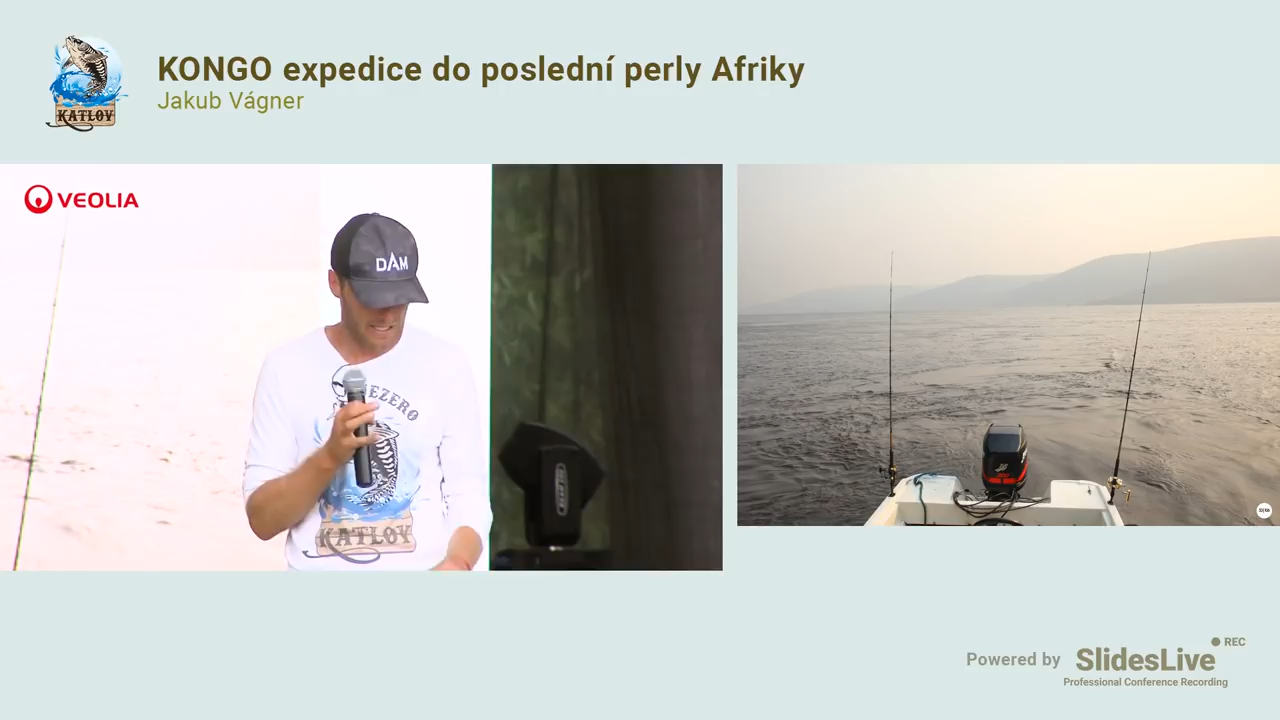 KONGO expedice do poslední perly Afriky
Jakub Vágner
KATLOV
VEOLIA
DAM
EZERO
KATLOV
Powered by
SlidesLive
REC
Professional Conference Recording